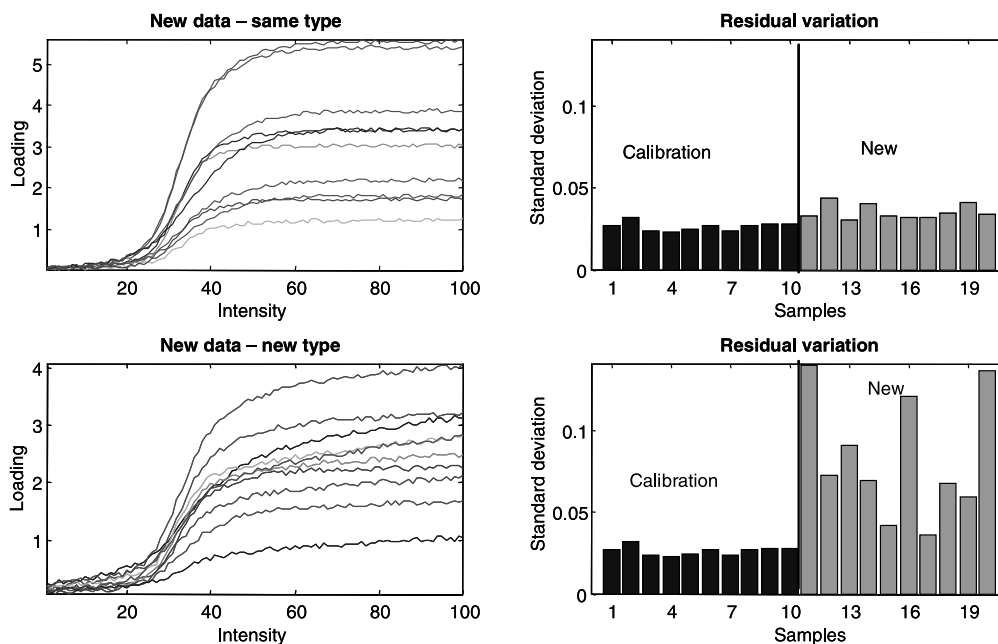 New data – same type
Loading
5
4
3
2
1
20 40 60 80 100
Intensity
Residual variation
Standard deviation
0.1
0.05
0
Calibration
New
1 4 7 10 13 16 19
Samples
New data – new type
Loading
4
3
2
1
20 40 60 80 100
Intensity
Residual variation
Standard deviation
0.1
0.05
0
New
Calibration
1 4 7 10 13 16 19
Samples